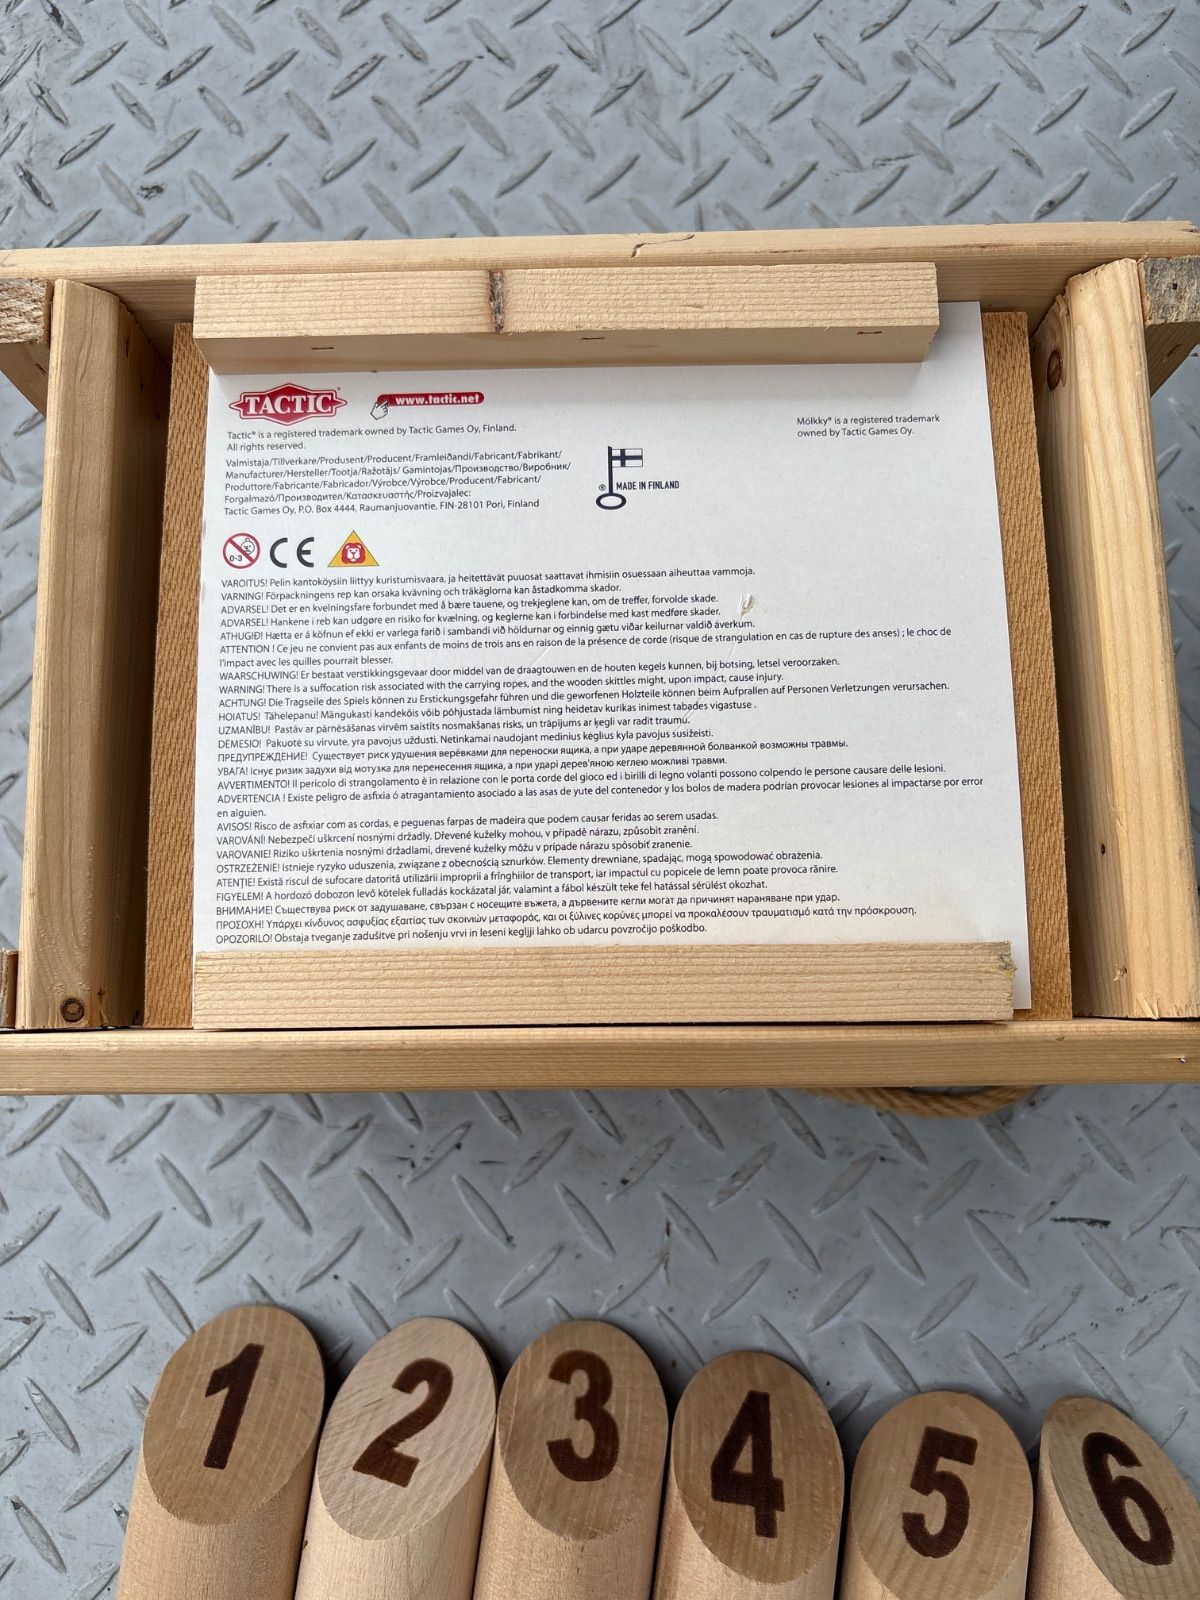 TACTIC®
www.tactic.net
Tactic® is a registered trademark owned by Tactic Games Oy, Finland.
All rights reserved.
Mölkky® is a registered trademark
owned by Tactic Games Oy.
Valmistaja/Tillverkare/Produsent/Producent/Framleiðandi/Fabricant/Fabrikant/
Manufacturer/Hersteller/Tootja/Ražotājs/ Gamintojas/Производство/Виробник/
Produttore/Fabricante/Fabricador/Výrobce/Výrobce/Producent/Fabricant/
Forgalmazó/Производител/Κατασκευαστής/Proizvajalec:
Tactic Games Oy, P.O. Box 4444, Raumanjuovantie, FIN-28101 Pori, Finland
® MADE IN FINLAND
0-3
CE
VAROITUS! Pelin kantoköysiin liittyy kuristumisvaara, ja heitettävät puuosat saattavat ihmisiin osuessaan aiheuttaa vammoja.
VARNING! Förpackningens rep kan orsaka kvävning och träkäglorna kan åstadkomma skador.
ADVARSEL! Det er en kvelningsfare forbundet med å bære tauene, og trekjeglene kan, om de treffer, forvolde skade.
ADVARSEL! Hankene i reb kan udgøre en risiko for kvælning, og keglerne kan i forbindelse med kast medføre skader.
ATHUGIÐ! Hætta er á köfnun ef ekki er varlega farið í sambandi við höldurnar og einnig gætu viðar keilurnar valdið áverkum.
ATTENTION ! Ce jeu ne convient pas aux enfants de moins de trois ans en raison de la présence de corde (risque de strangulation en cas de rupture des anses) ; le choc de
l'impact avec les quilles pourrait blesser.
WAARSCHUWING! Er bestaat verstikkingsgevaar door middel van de draagtouwen en de houten kegels kunnen, bij botsing, letsel veroorzaken.
WARNING! There is a suffocation risk associated with the carrying ropes, and the wooden skittles might, upon impact, cause injury.
ACHTUNG! Die Tragseile des Spiels können zu Erstickungsgefahr führen und die geworfenen Holzteile können beim Aufprallen auf Personen Verletzungen verursachen.
HOIATUS! Tähelepanu! Mängukasti kandeköis võib põhjustada lämbumist ning heidetav kurikas inimest tabades vigastuse .
UZMANĪBU! Pastāv ar pārnēsāšanas virvēm saistīts nosmakšanas risks, un trāpījums ar ķegli var radīt traumu.
DĖMESIO! Pakuotė su virvute, yra pavojus uždusti. Netinkamai naudojant medinius kėglius kyla pavojus susižeisti.
ПРЕДУПРЕЖДЕНИЕ! Существует риск удушения верёвками для переноски ящика, а при ударе деревянной болванкой возможны травмы.
УВАГА! Існує ризик задухи від мотузка для перенесення ящика, а при ударі дерев'яною кеглею можливі травми.
AVVERTIMENTO! Il pericolo di strangolamento è in relazione con le porta corde del gioco ed i birilli di legno volanti possono colpendo le persone causare delle lesioni.
ADVERTENCIA ! Existe peligro de asfixia ó atragantamiento asociado a las asas de yute del contenedor y los bolos de madera podrían provocar lesiones al impactarse por error
en alguien.
AVISOS! Risco de asfixiar com as cordas, e peguenas farpas de madeira que podem causar feridas ao serem usadas.
VAROVÁNÍ! Nebezpečí uškrcení nosnými držadly. Dřevené kuželky mohou, v případě nárazu, způsobit zranění.
VAROVANIE! Riziko uškrtenia nosnými držadlami, drevené kuželky môžu v prípade nárazu spôsobiť zranenie.
OSTRZEŻENIE! Istnieje ryzyko uduszenia, związane z obecnością sznurków. Elementy drewniane, spadając, mogą spowodować obrażenia.
ATENȚIE! Există riscul de sufocare datorită utilizării improprii a frînghiilor de transport, iar impactul cu popicele de lemn poate provoca rănire.
FIGYELEM! A hordozó dobozon levő kötelek fulladás kockázatal jár, valamint a fából készült teke fel hatással sérülést okozhat.
ВНИМАНИЕ! Съществува риск от задушаване, свързан с носещите въжета, а дървените кегли могат да причинят нараняване при удар.
ΠΡΟΣΟΧΗ! Υπάρχει κίνδυνος ασφυξίας εξαιτίας των σκοινιών μεταφοράς, και οι ξύλινες κορύνες μπορεί να προκαλέσουν τραυματισμό κατά την πρόσκρουση.
OPOZORILO! Obstaja tveganje zadušitve pri nošenju vrvi in leseni kegljji lahko ob udarcu povzročijo poškodbo.
1 2 3 4 5 6